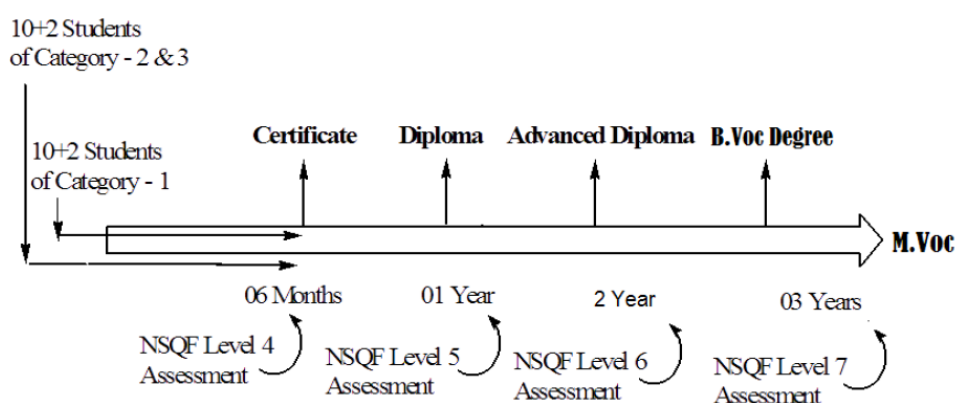 10+2 Students
of Category - 2 & 3
10+2 Students
of Category - 1
Certificate
Diploma
Advanced Diploma
B.Voc Degree
M.Voc
06 Months
01 Year
2 Year
03 Years
NSQF Level 4
Assessment
NSQF Level 5
Assessment
NSQF Level 6
Assessment
NSQF Level 7
Assessment